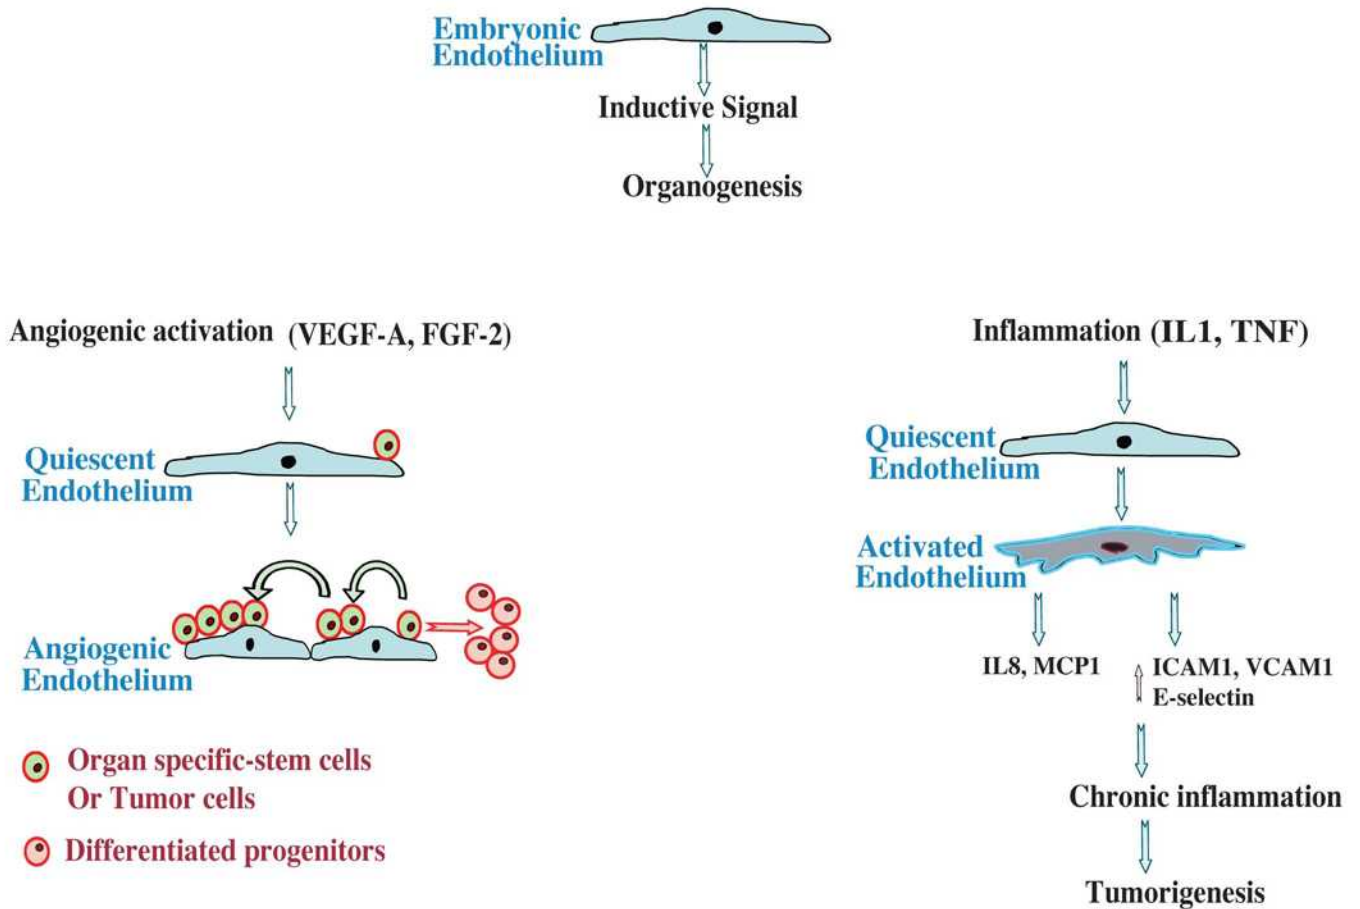 Embryonic
Endothelium
Inductive Signal
Organogenesis
Angiogenic activation (VEGF-A, FGF-2)
Quiescent
Endothelium
Angiogenic
Endothelium
Organ specific-stem cells
Or Tumor cells
Differentiated progenitors
Inflammation (IL1, TNF)
Quiescent
Endothelium
Activated
Endothelium
IL8, MCP1
ICAM1, VCAM1
E-selectin
Chronic inflammation
Tumorigenesis